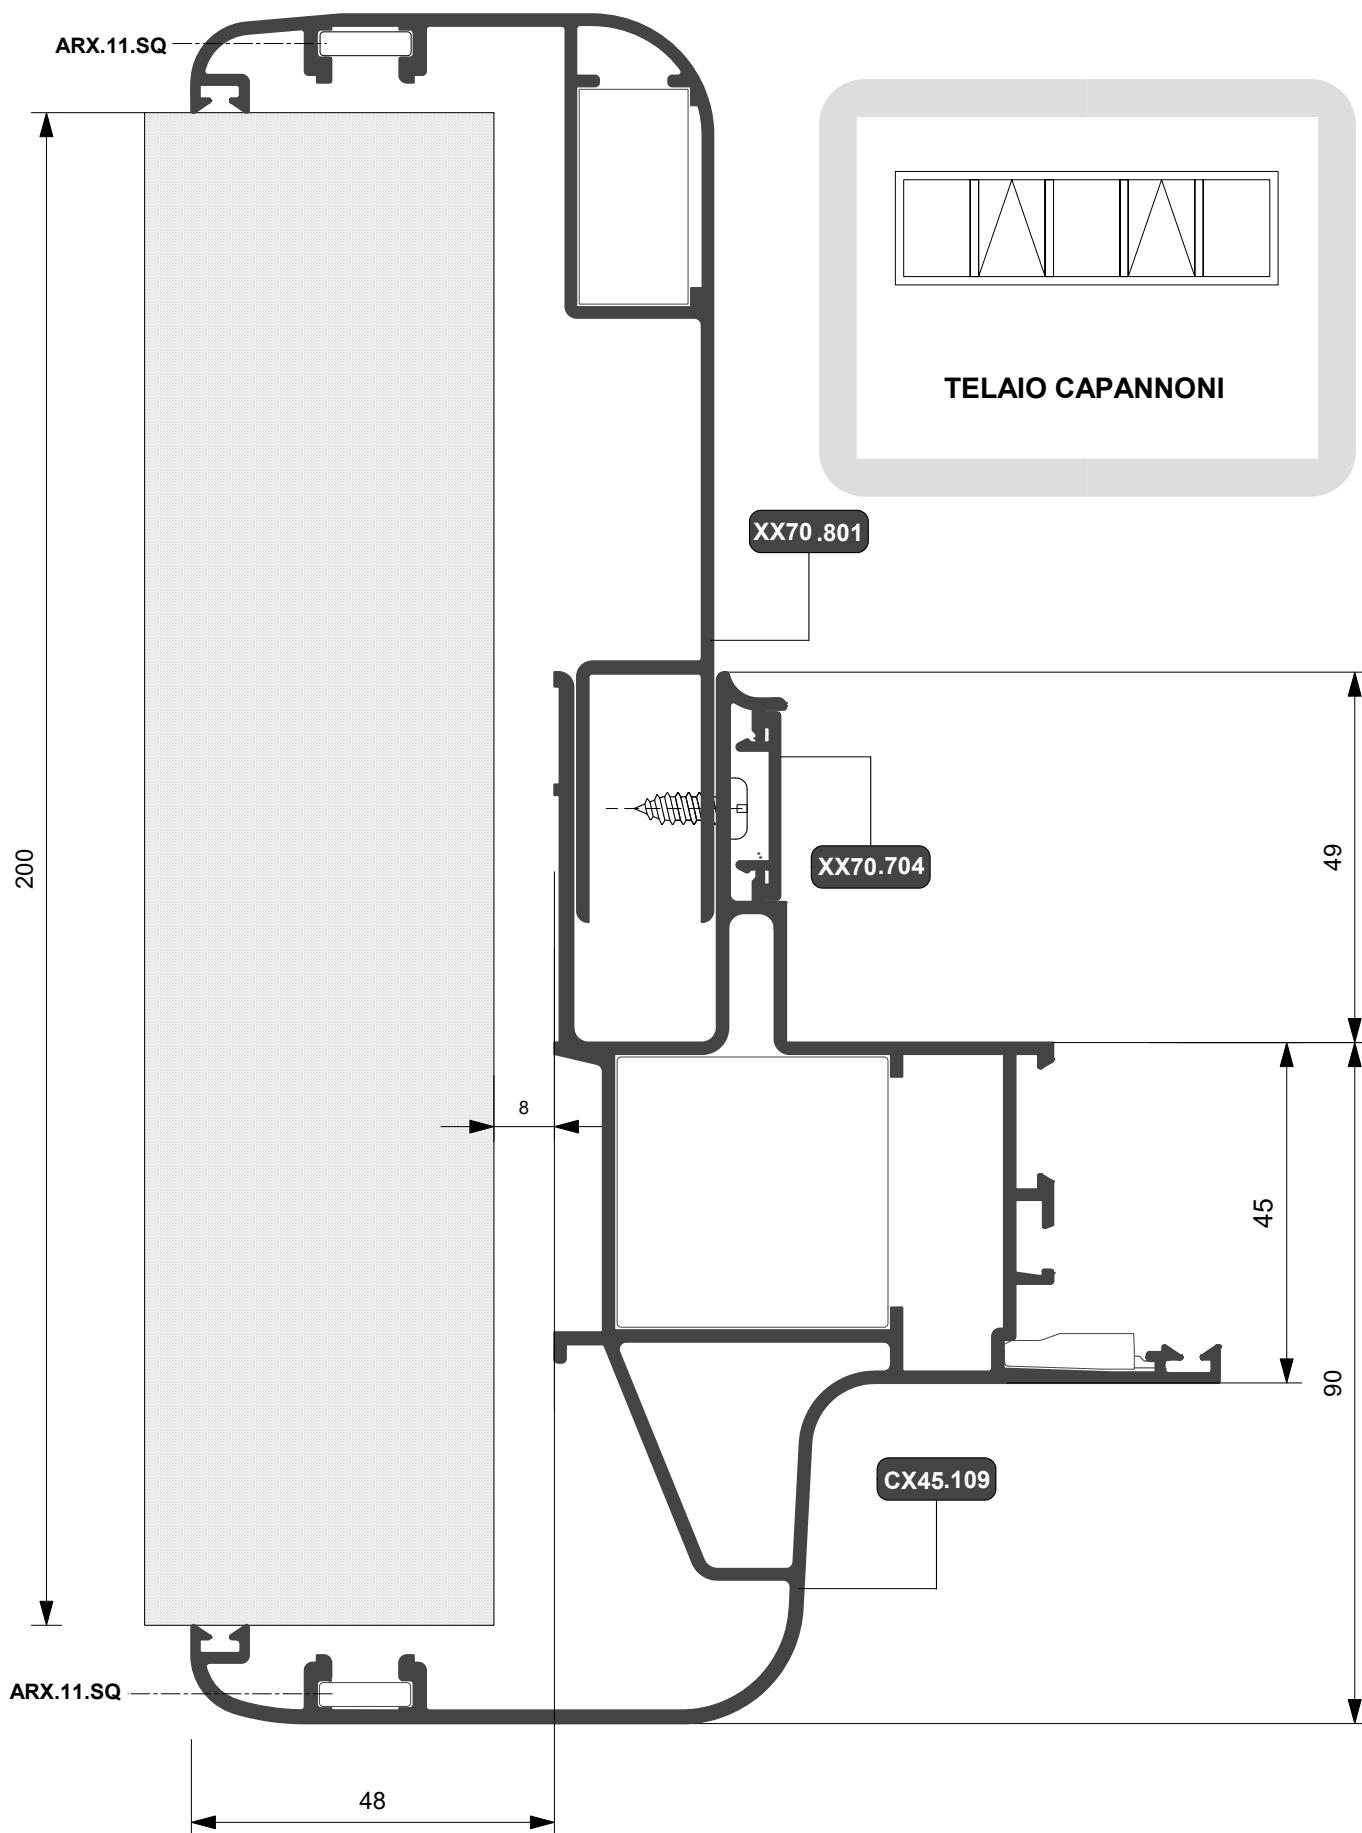 ARX.11.SQ
TELAIO CAPANNONI
XX70.801
XX70.704
200
49
8
45
90
CX45.109
ARX.11.SQ
48